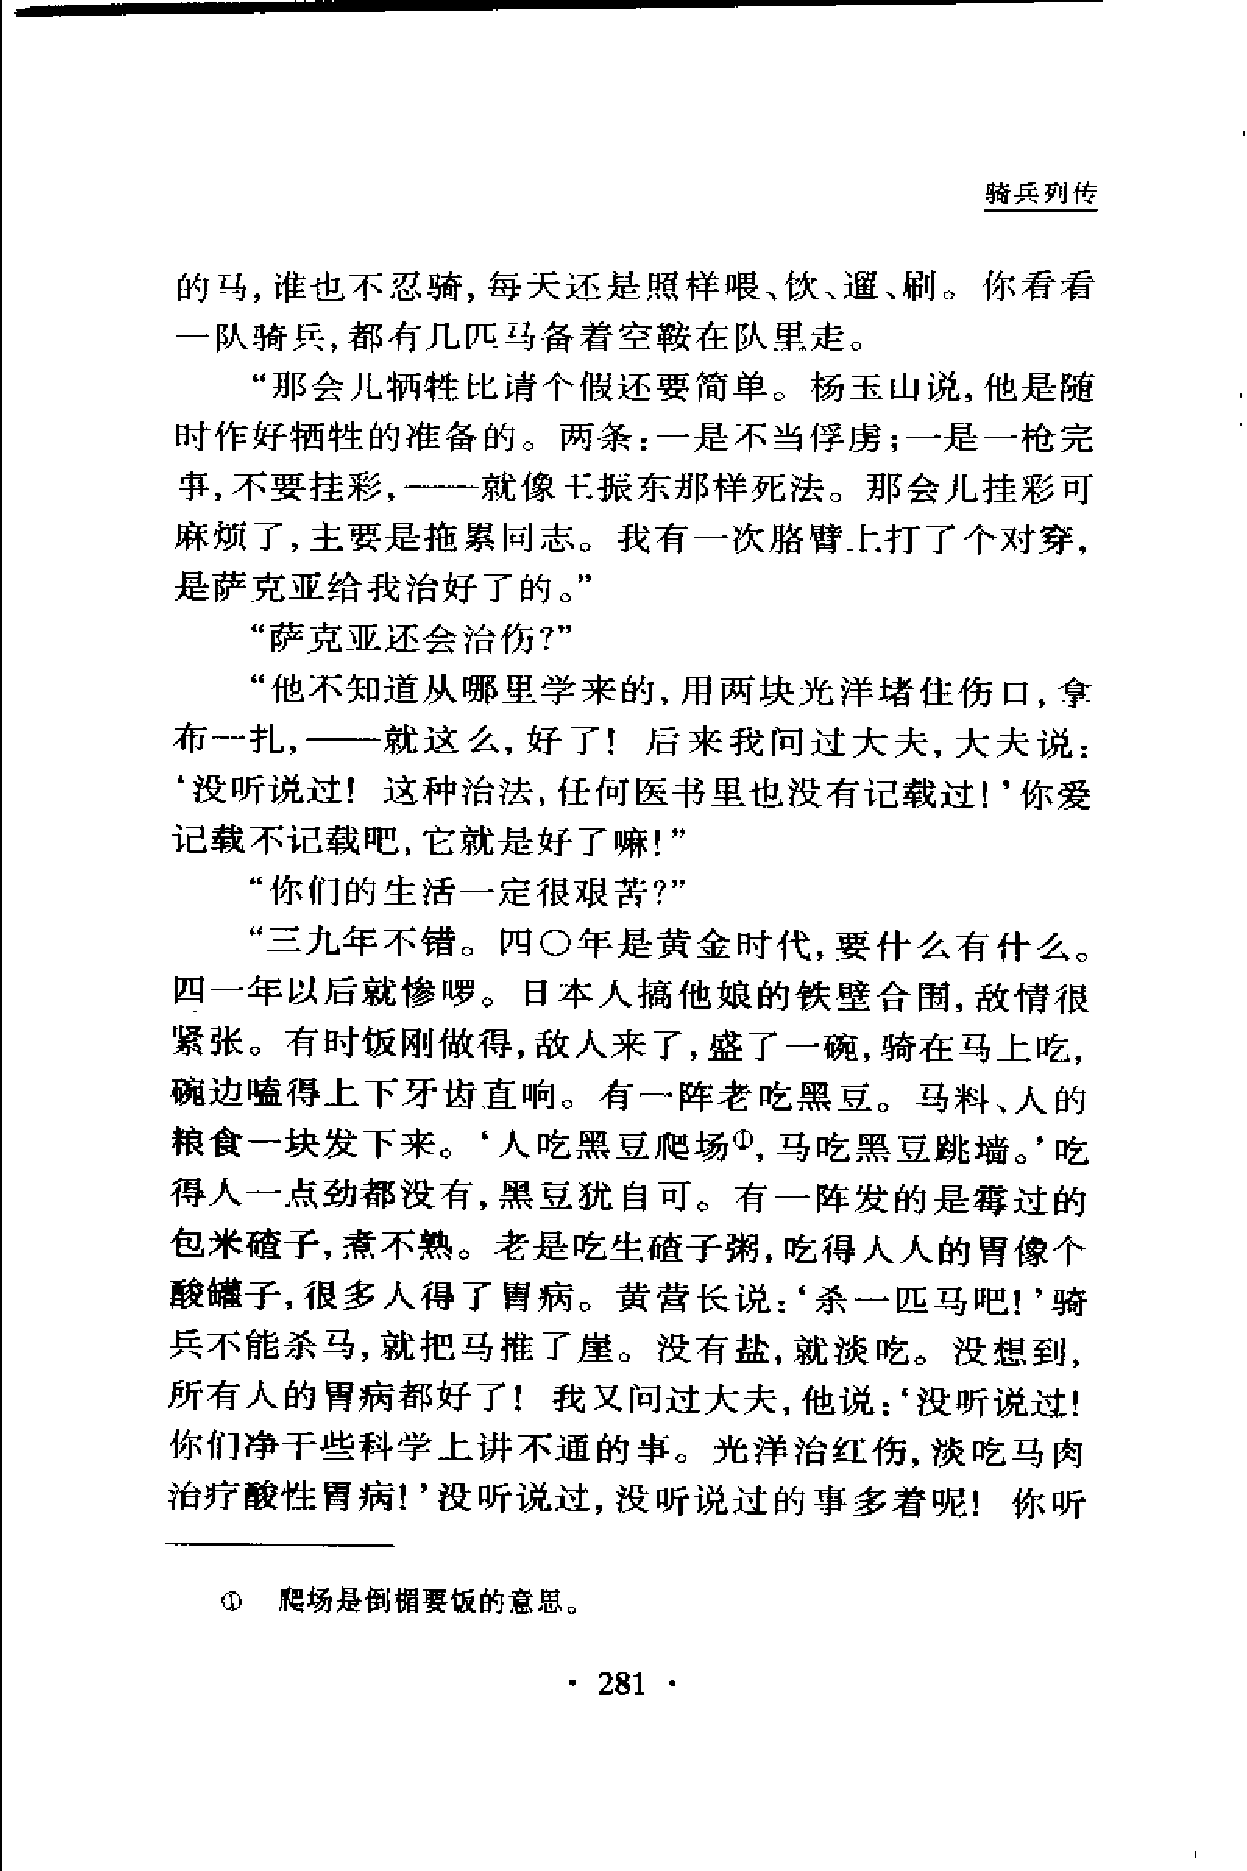 骑兵列传
的马,谁也不忍骑,每天还是照样喂、饮、遛、刷。你看看
一队骑兵,都有几匹马备着空鞍在队里走。
“那会儿牺牲比请个假还要简单。杨玉山说,他是随
时作好牺牲的准备的。两条:一是不当俘虏;一是一枪完
事,不要挂彩,——就像王振东那样死法。那会儿挂彩可
麻烦了,主要是拖累同志。我有一次胳臂上打了个对穿,
是萨克亚给我治好了的。”
“萨克亚还会治伤?”
“他不知道从哪里学来的,用两块光洋堵住伤口,拿
布一扎,——就这么,好了!后来我问过大夫,大夫说:
‘没听说过!这种治法,任何医书里也没有记载过!’你爱
记载不记载吧,它就是好了嘛!”
“你们的生活一定很艰苦?”
“三九年不错。四〇年是黄金时代,要什么有什么。
四一年以后就惨啰。日本人搞他娘的铁壁合围,敌情很
紧张。有时饭刚做得,敌人来了,盛了一碗,骑在马上吃,
碗边嗑得上下牙齿直响。有一阵老吃黑豆。马料、人的
粮食一块发下来。‘人吃黑豆爬场①,马吃黑豆跳墙。’吃
得人一点劲都没有,黑豆犹自可。有一阵发的是霉过的
包米碴子,煮不熟。老是吃生碴子粥,吃得人人的胃像个
酸罐子,很多人得了胃病。黄营长说:‘杀一匹马吧!’骑
兵不能杀马,就把马推了崖。没有盐,就淡吃。没想到,
所有人的胃病都好了!我又问过大夫,他说:‘没听说过!
你们净干些科学上讲不通的事。光洋治红伤,淡吃马肉
治疗酸性胃病!’没听说过,没听说过的事多着呢!你听
① 爬场是倒楣要饭的意思。
· 281 ·